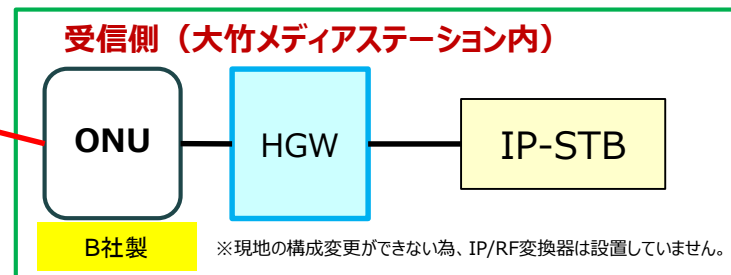 受信側（大竹メディアステーション内）
ONU
HGW
IP-STB
B社製
※現地の構成変更ができない為、IP/RF変換器は設置していません。